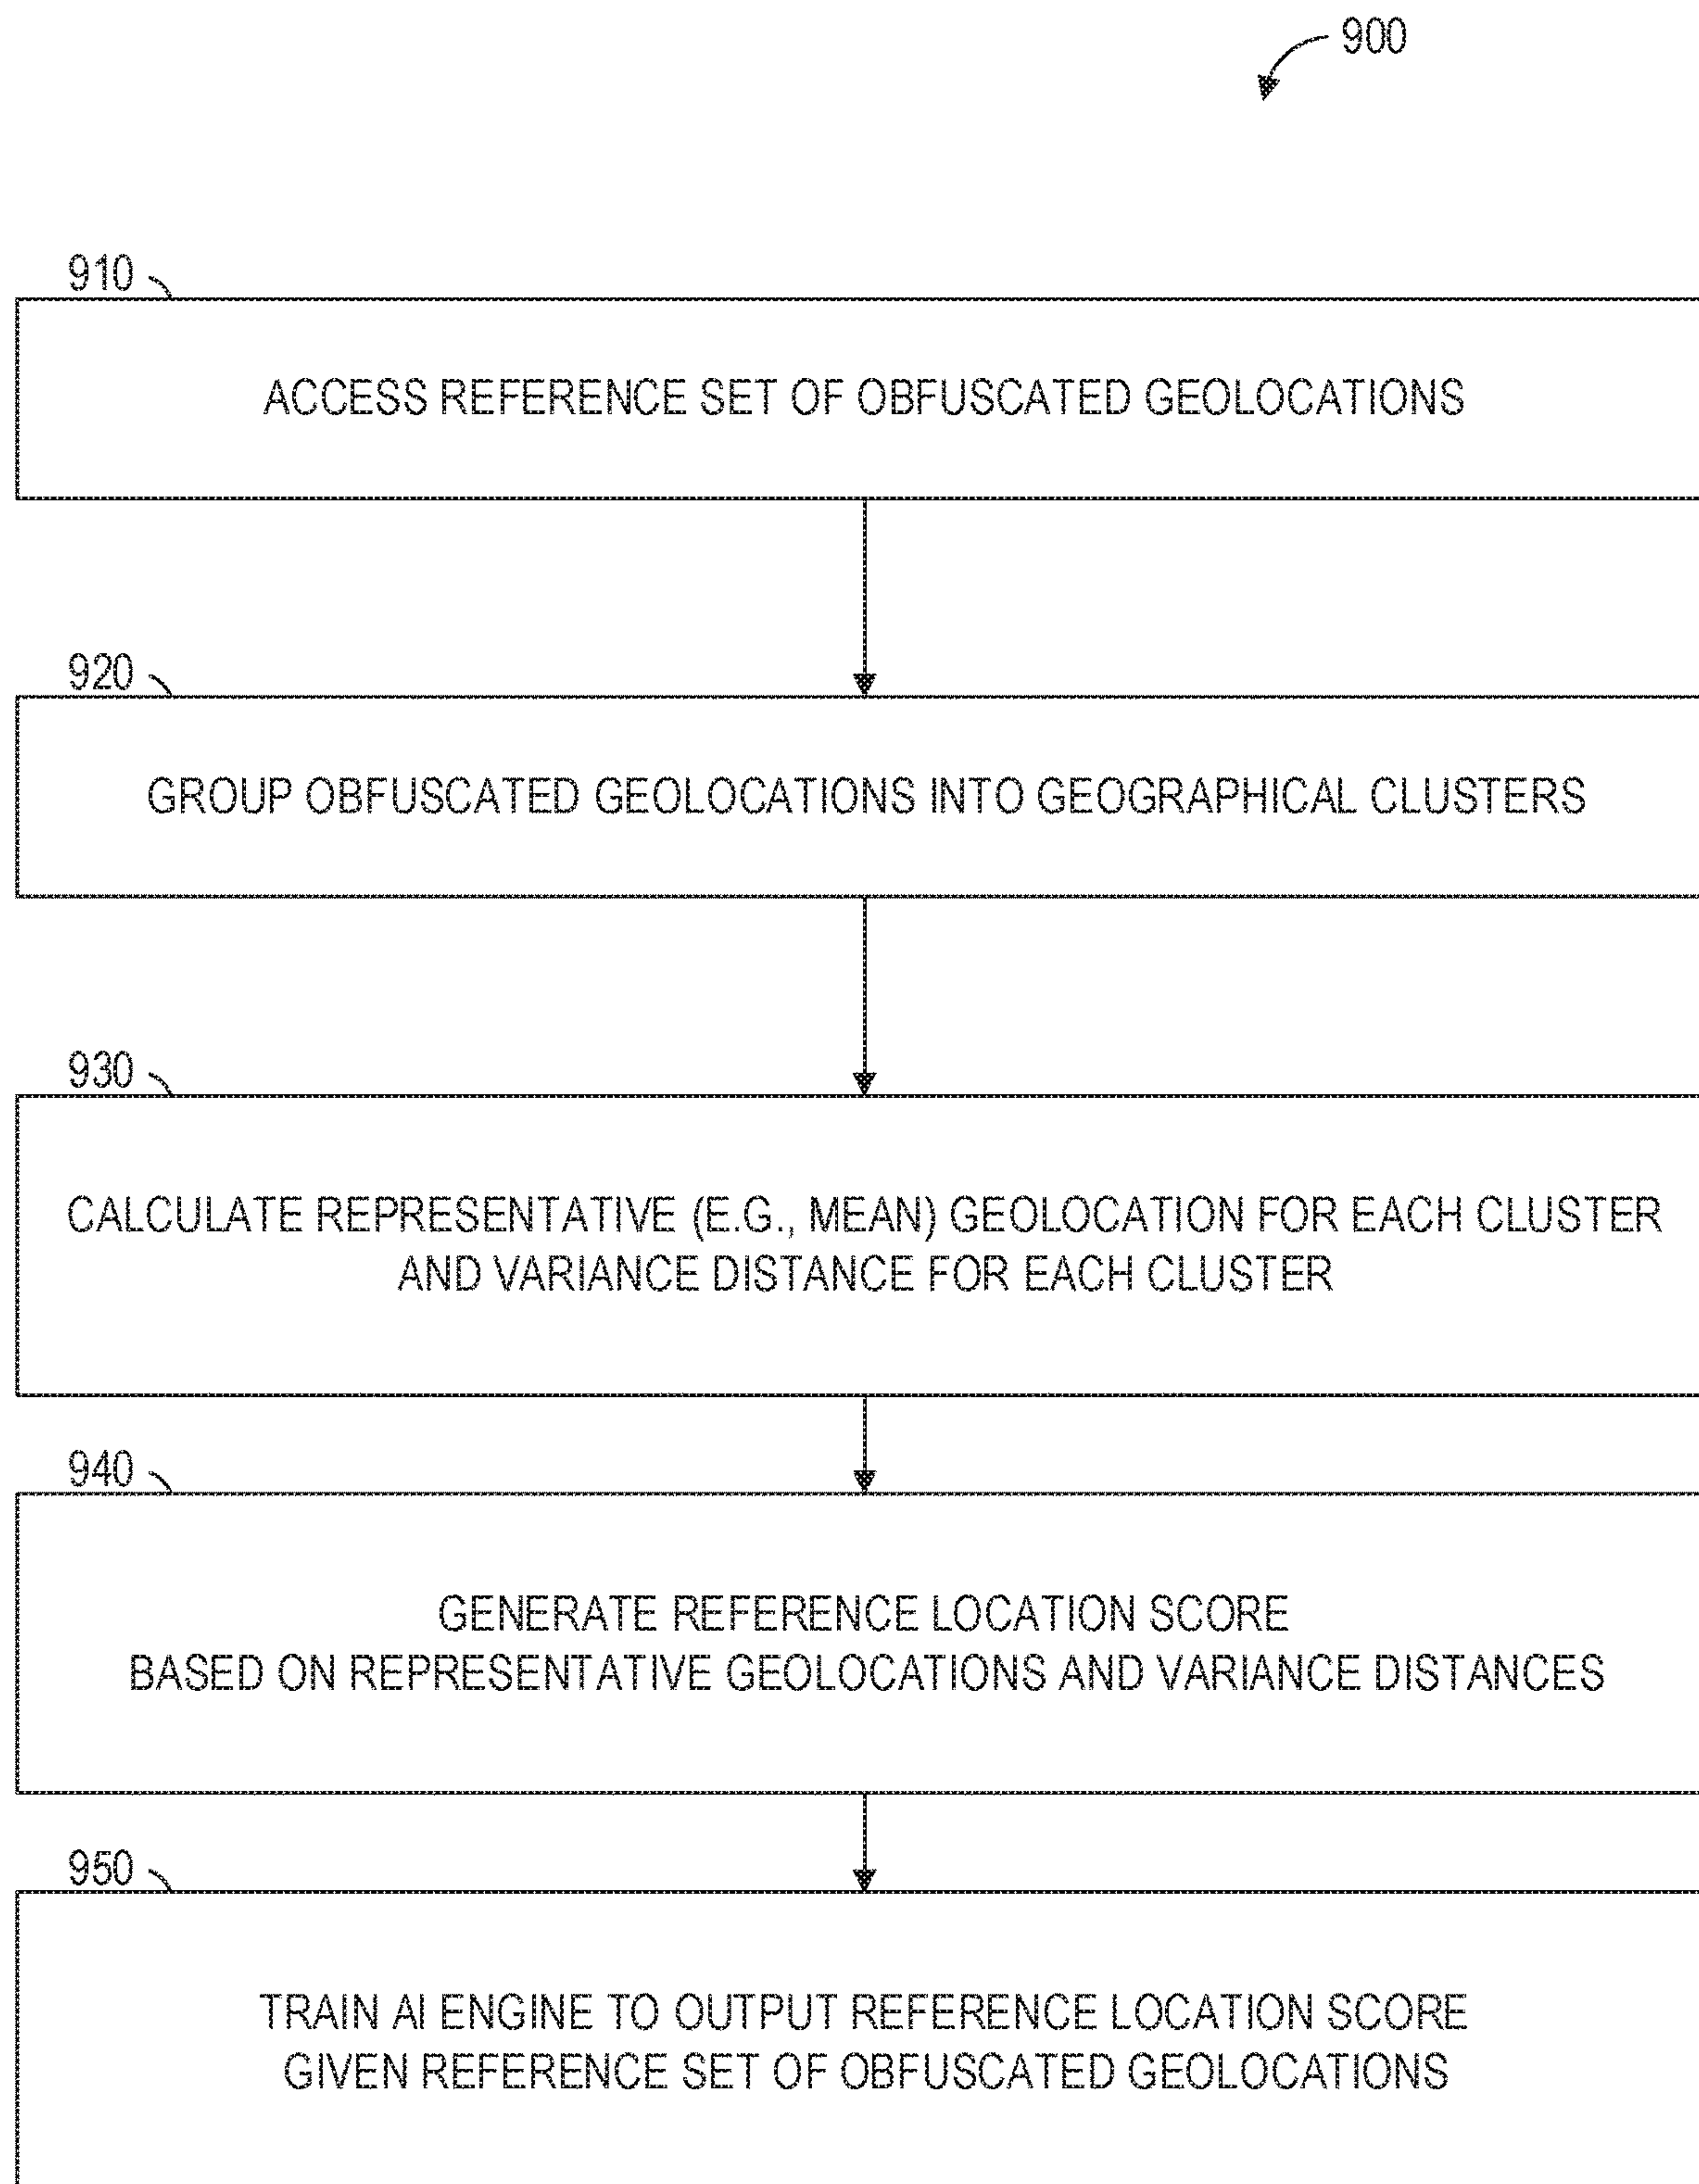 900
910
ACCESS REFERENCE SET OF OBFUSCATED GEOLOCATIONS
920
GROUP OBFUSCATED GEOLOCATIONS INTO GEOGRAPHICAL CLUSTERS
930
CALCULATE REPRESENTATIVE (E.G., MEAN) GEOLOCATION FOR EACH CLUSTER
AND VARIANCE DISTANCE FOR EACH CLUSTER
940
GENERATE REFERENCE LOCATION SCORE
BASED ON REPRESENTATIVE GEOLOCATIONS AND VARIANCE DISTANCES
950
TRAIN AI ENGINE TO OUTPUT REFERENCE LOCATION SCORE
GIVEN REFERENCE SET OF OBFUSCATED GEOLOCATIONS